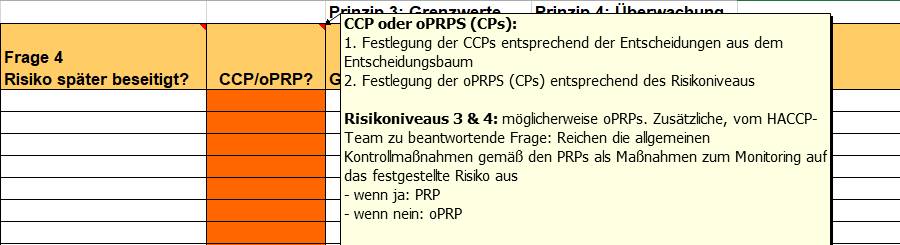 Prinzip 3: Grenzwerte Prinzip 4: Überwachung
CCP oder oPRPS (CPs):
1. Festlegung der CCPs entsprechend der Entscheidungen aus dem
Entscheidungsbaum
2. Festlegung der oPRPS (CPs) entsprechend des Risikoniveaus
Risikoniveaus 3 & 4: möglicherweise oPRPs. Zusätzliche, vom HACCP-
Team zu beantwortende Frage: Reichen die allgemeinen
Kontrollmaßnahmen gemäß den PRPs als Maßnahmen zum Monitoring auf
das festgestellte Risiko aus
- wenn ja: PRP
- wenn nein: oPRP
Frage 4
Risiko später beseitigt?
CCP/oPRP?